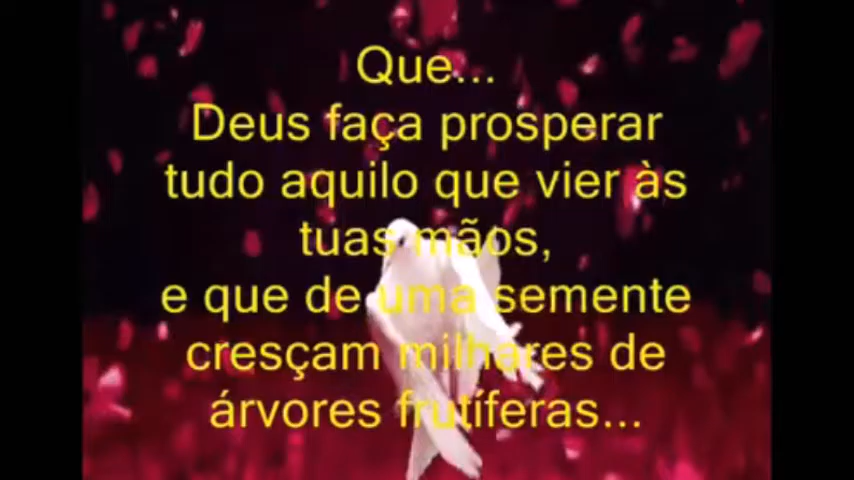 Que...
Deus faça prosperar
tudo aquilo que vier às
tuas mãos,
e que de uma semente
cresçam milhares de
árvores frutíferas...